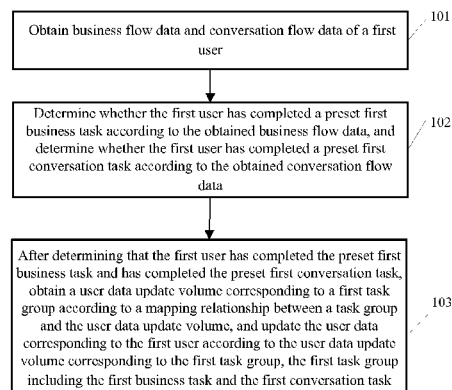 Obtain business flow data and conversation flow data of a first
user
101
Determine whether the first user has completed a preset first
business task according to the obtained business flow data, and
determine whether the first user has completed a preset first
conversation task according to the obtained conversation flow
data
102
After determining that the first user has completed the preset first
business task and has completed the preset first conversation task,
obtain a user data update volume corresponding to a first task
group according to a mapping relationship between a task group
and the user data update volume, and update the user data
corresponding to the first user according to the user data update
volume corresponding to the first task group, the first task group
including the first business task and the first conversation task
103